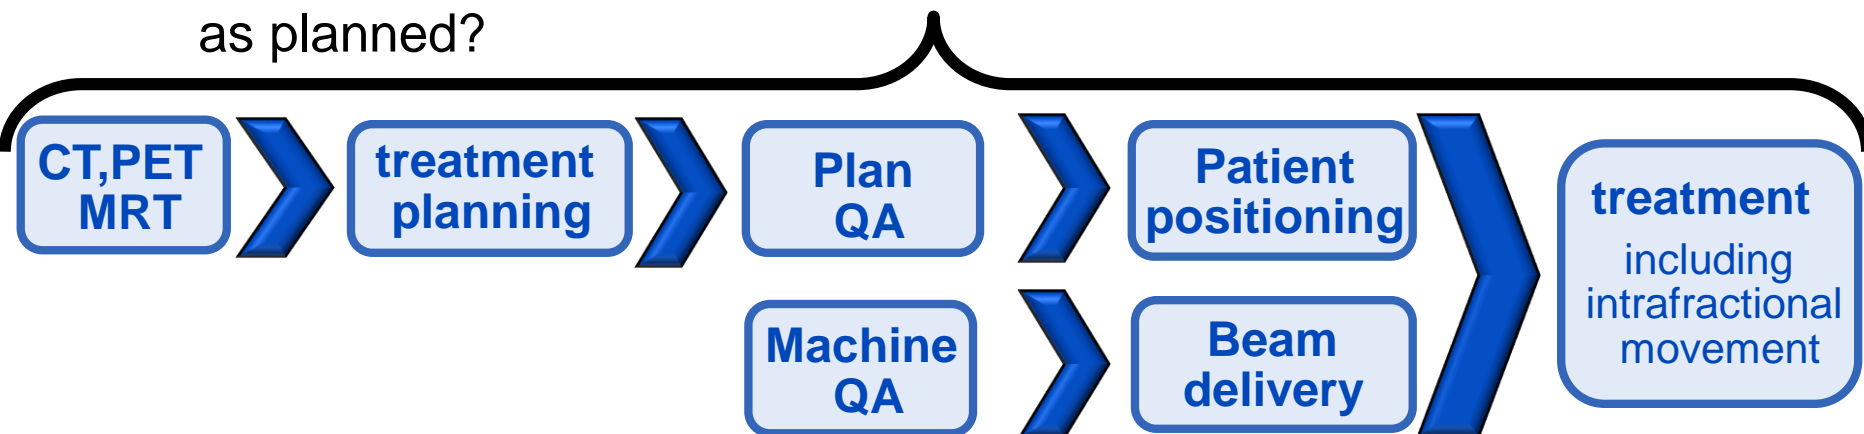 as planned?
CT,PET
MRT
treatment
planning
Plan
QA
Patient
positioning
Machine
QA
Beam
delivery
treatment
including
intrafractional
movement